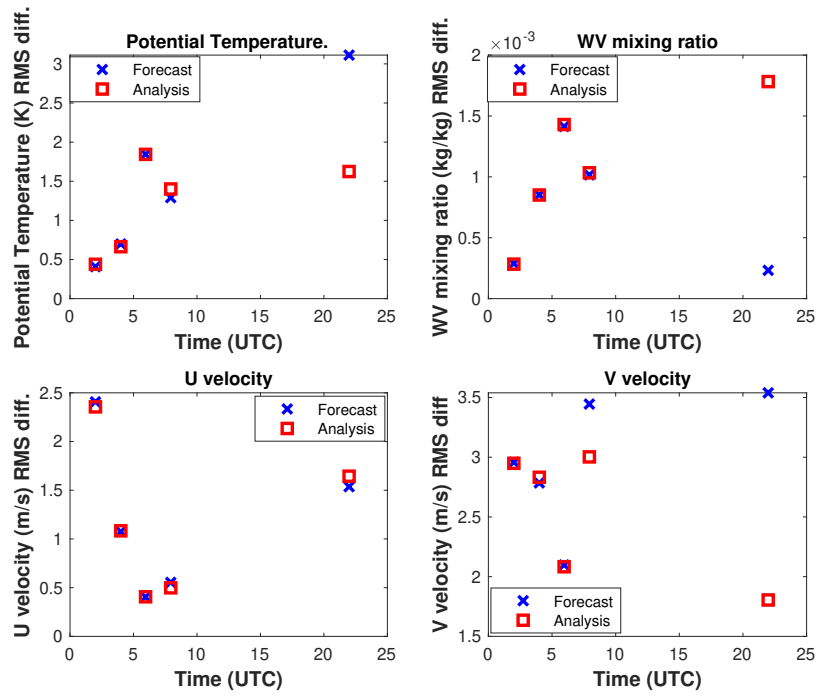 Potential Temperature.
Potential Temperature (K) RMS diff.
3
2.5
2
1.5
1
0.5
0
Forecast
Analysis
0 5 10 15 20 25
Time (UTC)
WV mixing ratio
×10⁻³
WV mixing ratio (kg/kg) RMS diff.
2
1.5
1
0.5
0
Forecast
Analysis
0 5 10 15 20 25
Time (UTC)
U velocity
U velocity (m/s) RMS diff.
2.5
2
1.5
1
0.5
0
Forecast
Analysis
0 5 10 15 20 25
Time (UTC)
V velocity
V velocity (m/s) RMS diff
3.5
3
2.5
2
1.5
Forecast
Analysis
0 5 10 15 20 25
Time (UTC)